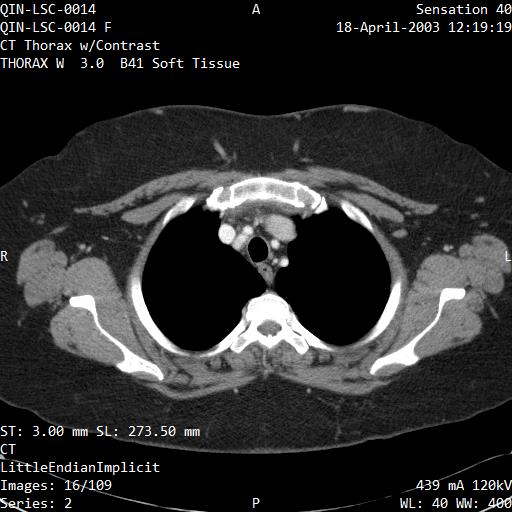 QIN-LSC-0014 A Sensation 40
QIN-LSC-0014 F 18-April-2003 12:19:19
CT Thorax w/Contrast
THORAX W 3.0 B41 Soft Tissue
R L
ST: 3.00 mm SL: 273.50 mm
CT
LittleEndianImplicit
Images: 16/109 439 mA 120kV
Series: 2 P WL: 40 WW: 400